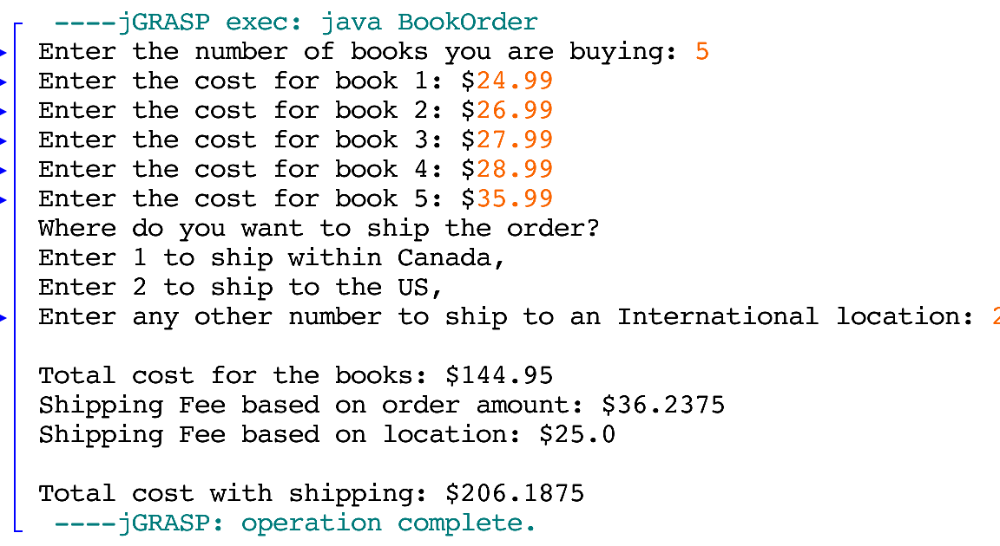 ----jGRASP exec: java BookOrder
Enter the number of books you are buying: 5
Enter the cost for book 1: $24.99
Enter the cost for book 2: $26.99
Enter the cost for book 3: $27.99
Enter the cost for book 4: $28.99
Enter the cost for book 5: $35.99
Where do you want to ship the order?
Enter 1 to ship within Canada,
Enter 2 to ship to the US,
Enter any other number to ship to an International location: 2
Total cost for the books: $144.95
Shipping Fee based on order amount: $36.2375
Shipping Fee based on location: $25.0
Total cost with shipping: $206.1875
----jGRASP: operation complete.